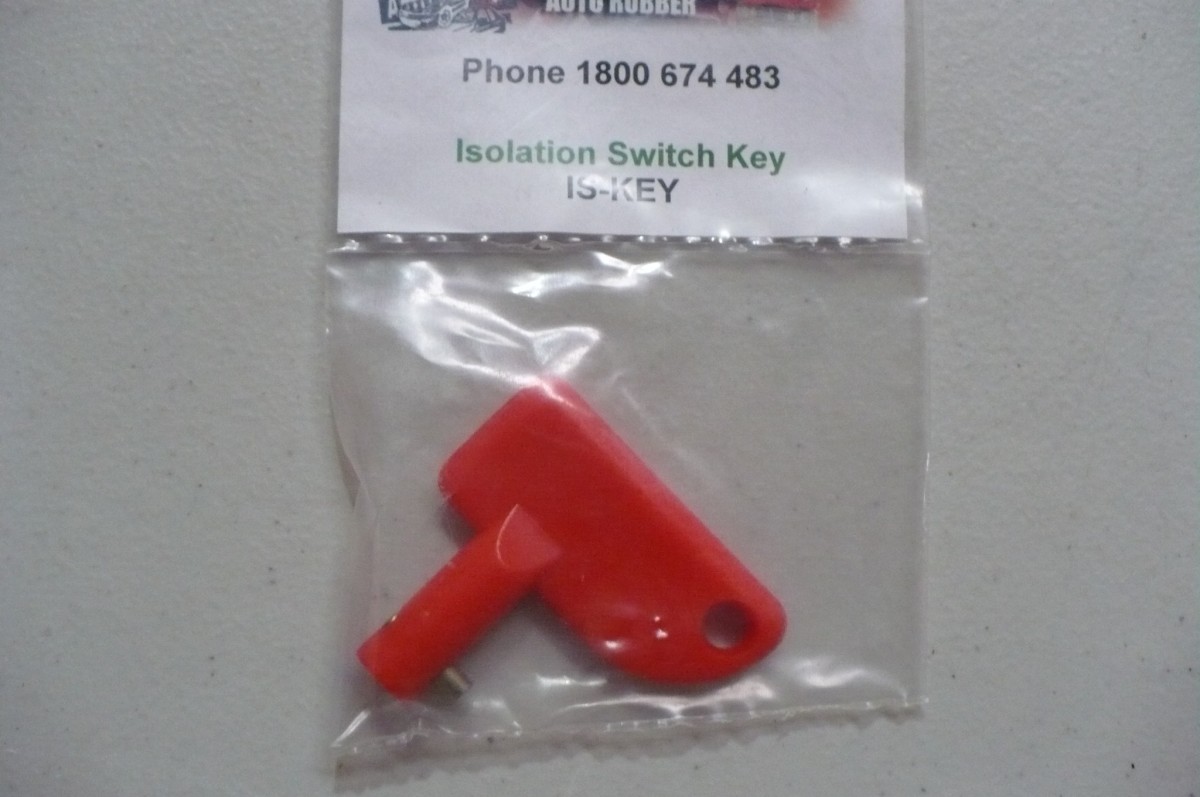 AUTO RUBBER
Phone 1800 674 483
Isolation Switch Key
IS-KEY